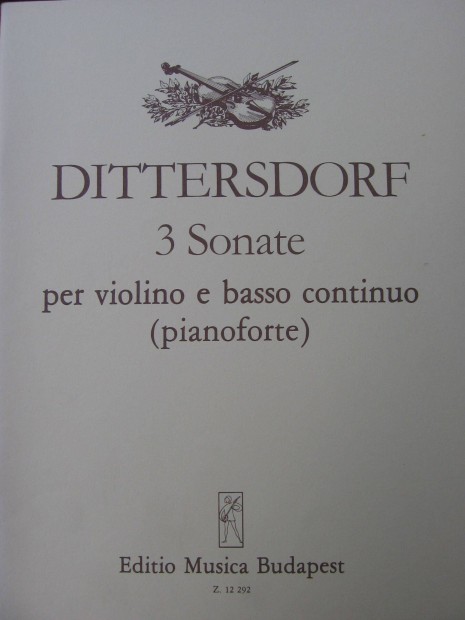 DITTERSDORF
3 Sonate
per violino e basso continuo
(pianoforte)
Editio Musica Budapest
Z. 12 292